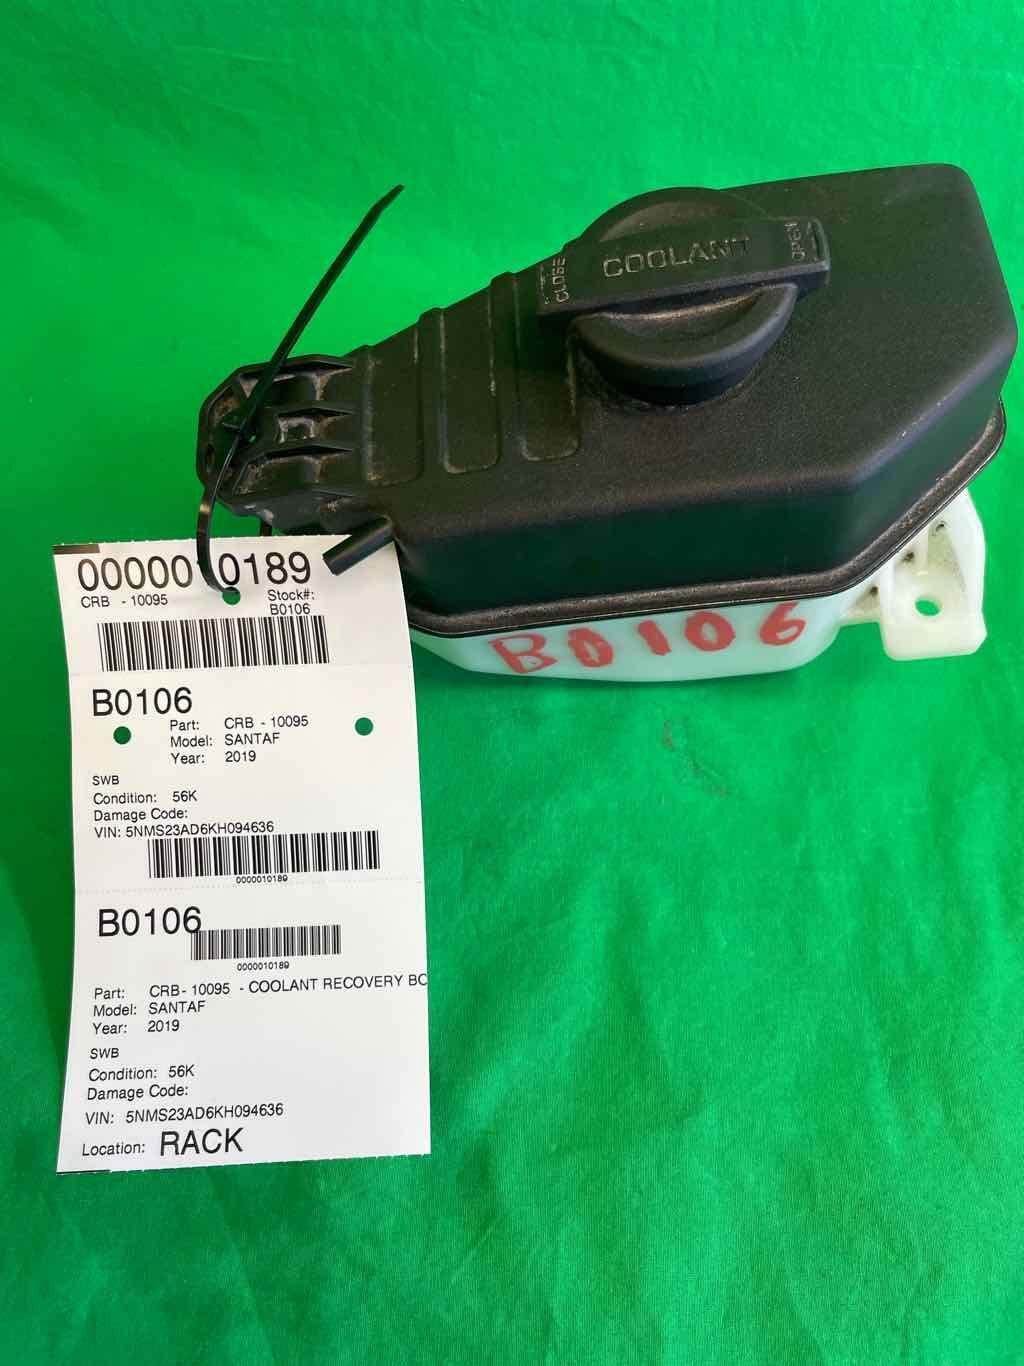 CLOSE COOLANT OPEN
B0106
0000010189
CRB - 10095
Stock#:
B0106
B0106
Part: CRB - 10095
Model: SANTAF
Year: 2019
SWB
Condition: 56K
Damage Code:
VIN: 5NMS23AD6KH094636
0000010189
B0106
0000010189
Part: CRB- 10095 - COOLANT RECOVERY BO
Model: SANTAF
Year: 2019
SWB
Condition: 56K
Damage Code:
VIN: 5NMS23AD6KH094636
Location: RACK